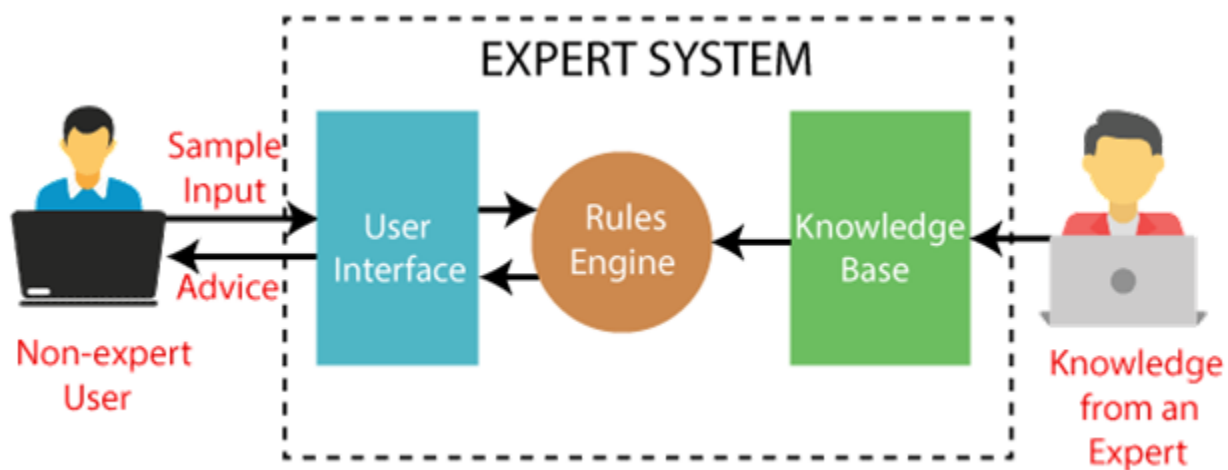 EXPERT SYSTEM
Sample
Input
Advice
Non-expert
User
User
Interface
Rules
Engine
Knowledge
Base
Knowledge
from an
Expert